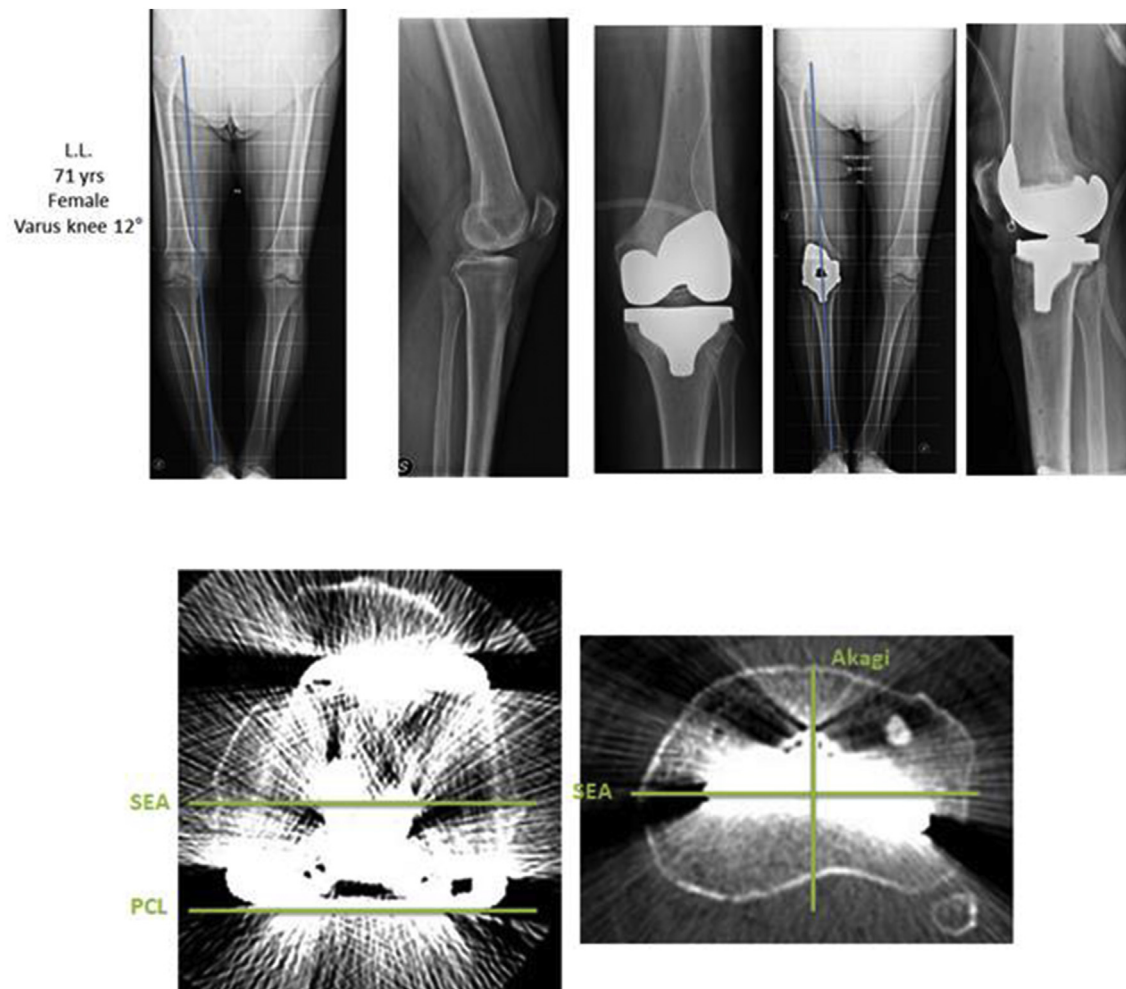 L.L.
71 yrs
Female
Varus knee 12°
S
Akagi
SEA
SEA
PCL